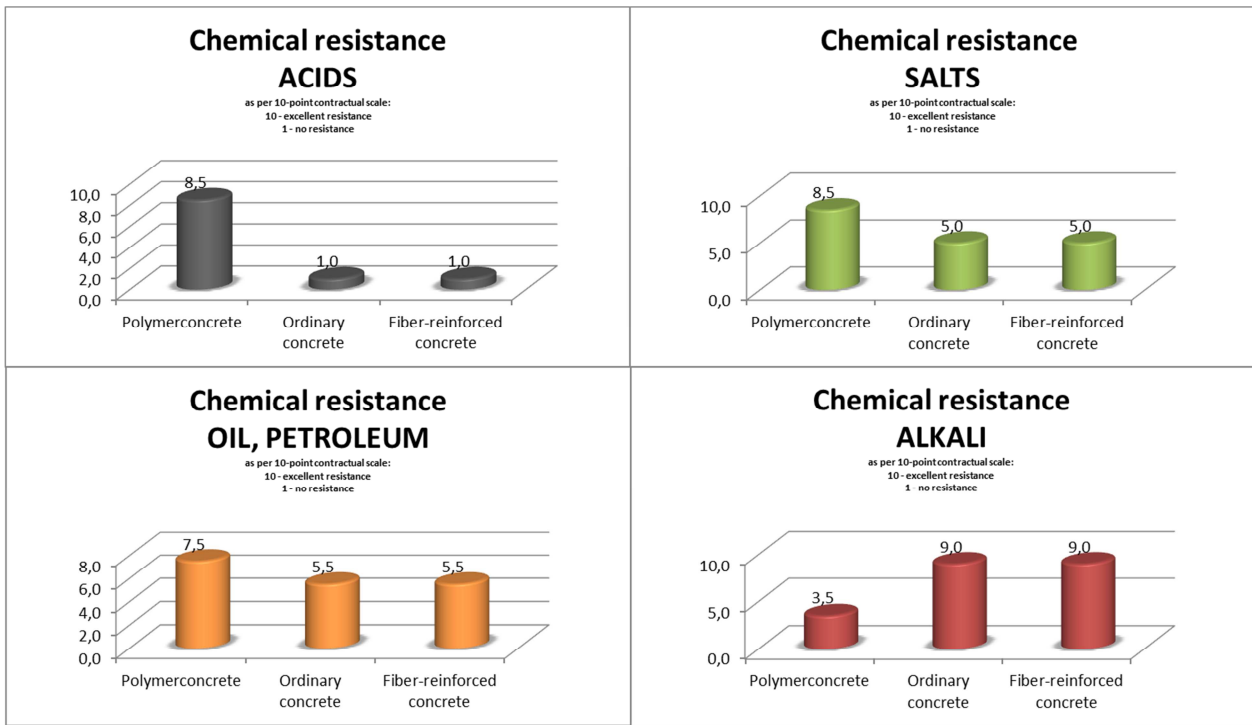 Chemical resistance
ACIDS
as per 10-point contractual scale:
10 - excellent resistance
1 - no resistance
8,5
10,0
8,0
6,0
4,0
2,0
0,0
1,0
1,0
Polymerconcrete
Ordinary
concrete
Fiber-reinforced
concrete
Chemical resistance
SALTS
as per 10-point contractual scale:
10 - excellent resistance
1 - no resistance
8,5
10,0
5,0
0,0
5,0
5,0
Polymerconcrete
Ordinary
concrete
Fiber-reinforced
concrete
Chemical resistance
OIL, PETROLEUM
as per 10-point contractual scale:
10 - excellent resistance
1 - no resistance
7,5
8,0
6,0
4,0
2,0
0,0
5,5
5,5
Polymerconcrete
Ordinary
concrete
Fiber-reinforced
concrete
Chemical resistance
ALKALI
as per 10-point contractual scale:
10 - excellent resistance
1 - no resistance
10,0
5,0
0,0
3,5
9,0
9,0
Polymerconcrete
Ordinary
concrete
Fiber-reinforced
concrete